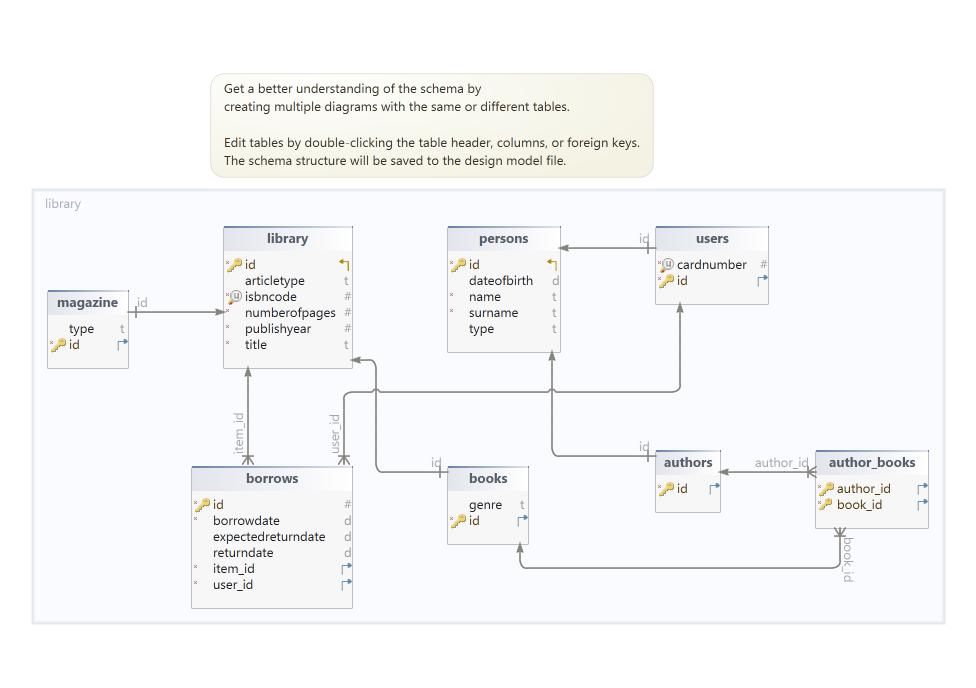 Get a better understanding of the schema by
creating multiple diagrams with the same or different tables.
Edit tables by double-clicking the table header, columns, or foreign keys.
The schema structure will be saved to the design model file.
library
library
id
articletype t
isbncode #
numberofpages #
publishyear #
title t
persons
id
dateofbirth d
name t
surname t
type t
id
users
cardnumber #
id
magazine
type t
id
id
item_id
user_id
borrows
id #
borrowdate d
expectedreturndate d
returndate d
item_id
user_id
id
books
genre t
id
id
authors
id
author_id
author_books
author_id
book_id
book_id